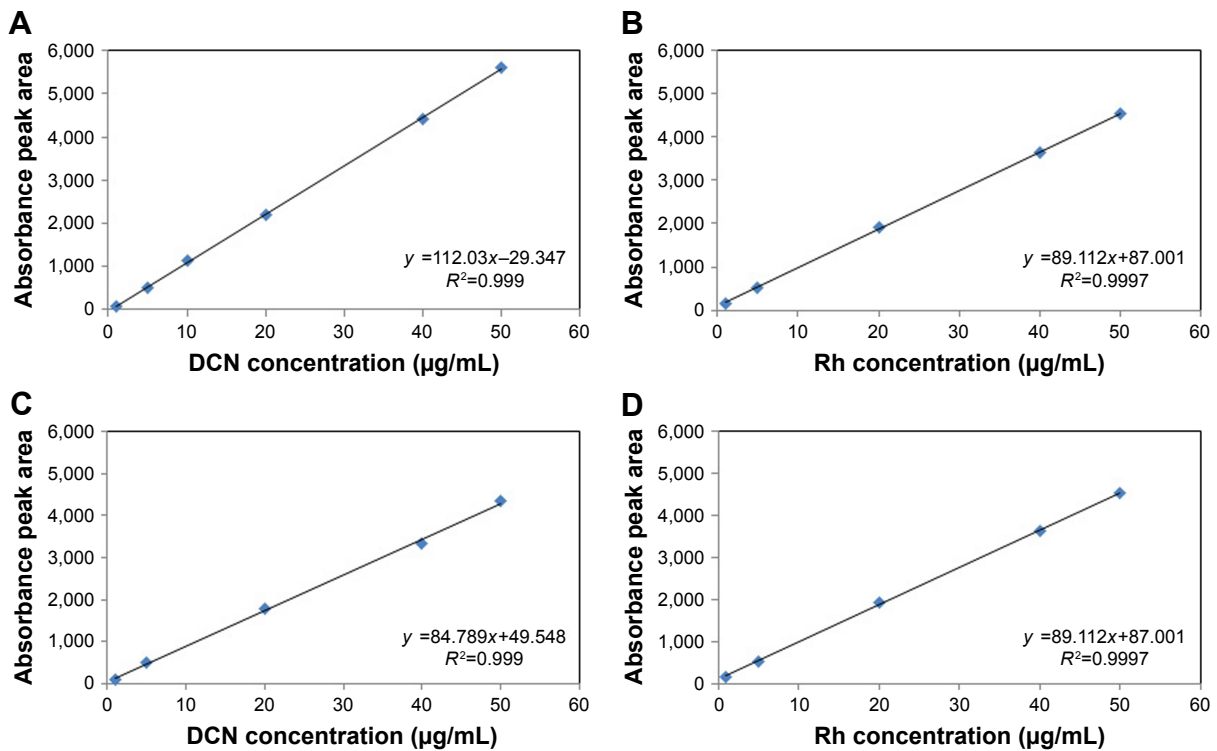 A
Absorbance peak area
6,000
5,000
4,000
3,000
2,000
1,000
0
0 10 20 30 40 50 60
y =112.03x–29.347
R²=0.999
DCN concentration (µg/mL)
B
Absorbance peak area
6,000
5,000
4,000
3,000
2,000
1,000
0
0 10 20 30 40 50 60
y =89.112x+87.001
R²=0.9997
Rh concentration (µg/mL)
C
Absorbance peak area
6,000
5,000
4,000
3,000
2,000
1,000
0
0 10 20 30 40 50 60
y =84.789x+49.548
R²=0.999
DCN concentration (µg/mL)
D
Absorbance peak area
6,000
5,000
4,000
3,000
2,000
1,000
0
0 10 20 30 40 50 60
y =89.112x+87.001
R²=0.9997
Rh concentration (µg/mL)